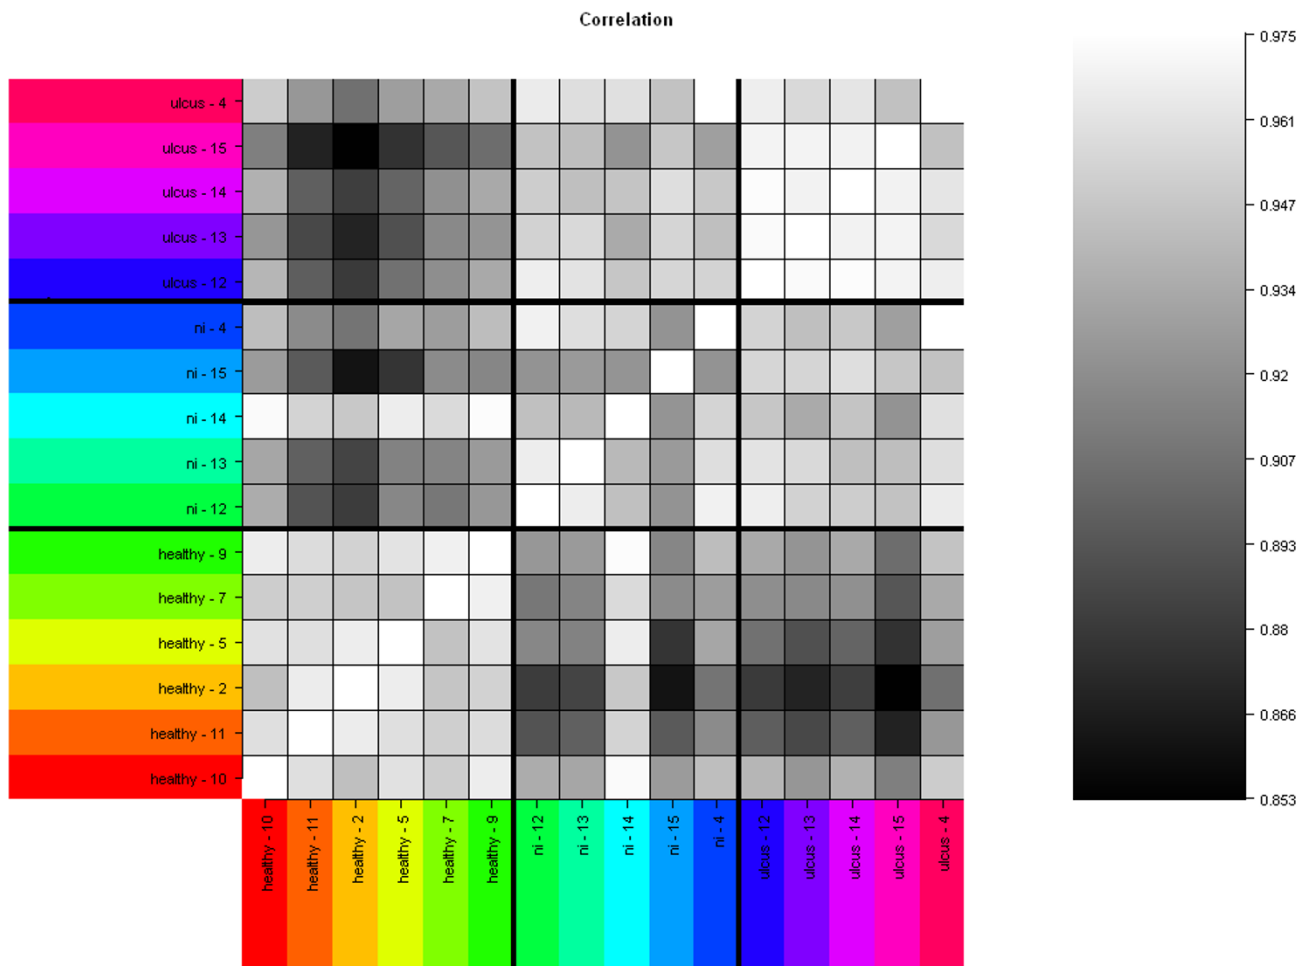 Correlation
ulcus - 4
ulcus - 15
ulcus - 14
ulcus - 13
ulcus - 12
ni - 4
ni - 15
ni - 14
ni - 13
ni - 12
healthy - 9
healthy - 7
healthy - 5
healthy - 2
healthy - 11
healthy - 10
healthy - 10
healthy - 11
healthy - 2
healthy - 5
healthy - 7
healthy - 9
ni - 12
ni - 13
ni - 14
ni - 15
ni - 4
ulcus - 12
ulcus - 13
ulcus - 14
ulcus - 15
ulcus - 4
0.975
0.961
0.947
0.934
0.92
0.907
0.893
0.88
0.866
0.853